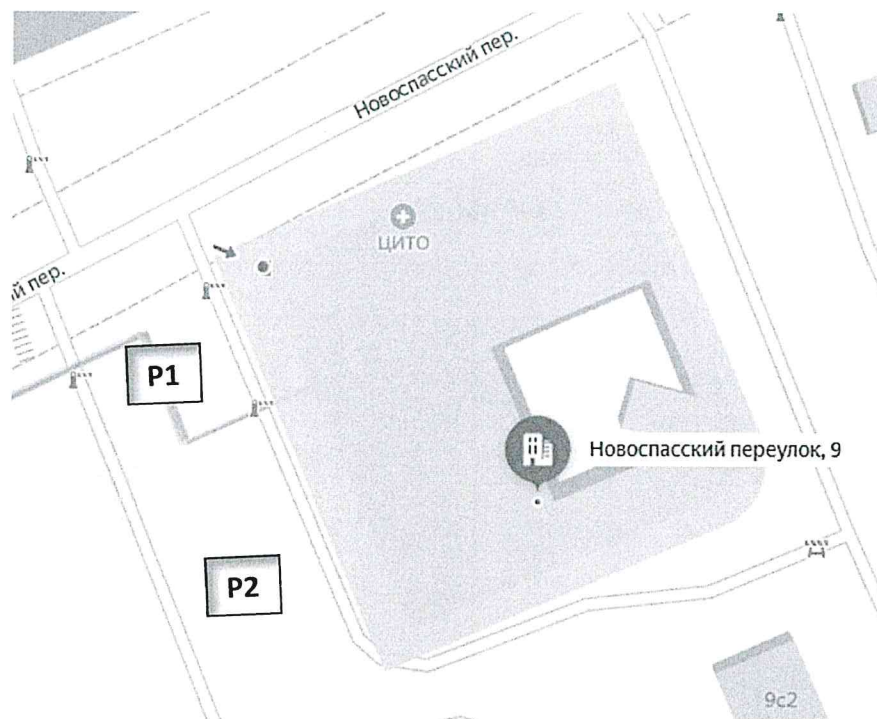 Новоспасский пер.
ЦИТО
й пер.
P1
Новоспасский переулок, 9
P2
9с2